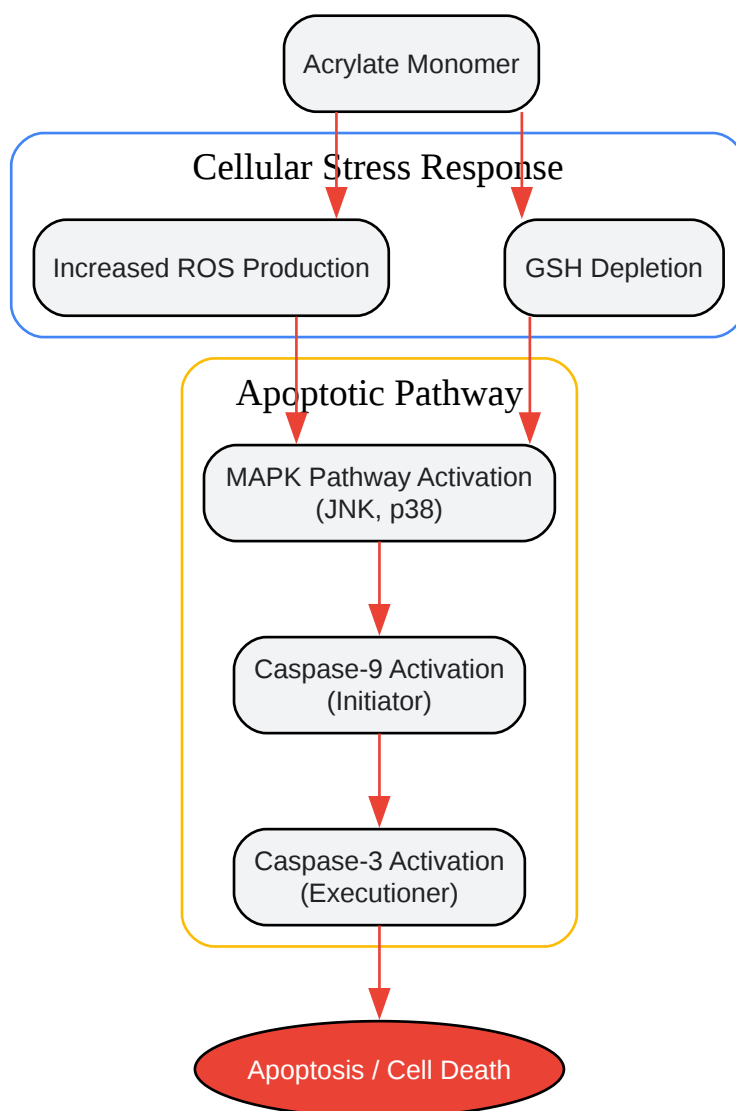 Acrylate Monomer
Cellular Stress Response
Increased ROS Production
GSH Depletion
Apoptotic Pathway
MAPK Pathway Activation
(JNK, p38)
Caspase-9 Activation
(Initiator)
Caspase-3 Activation
(Executioner)
Apoptosis / Cell Death